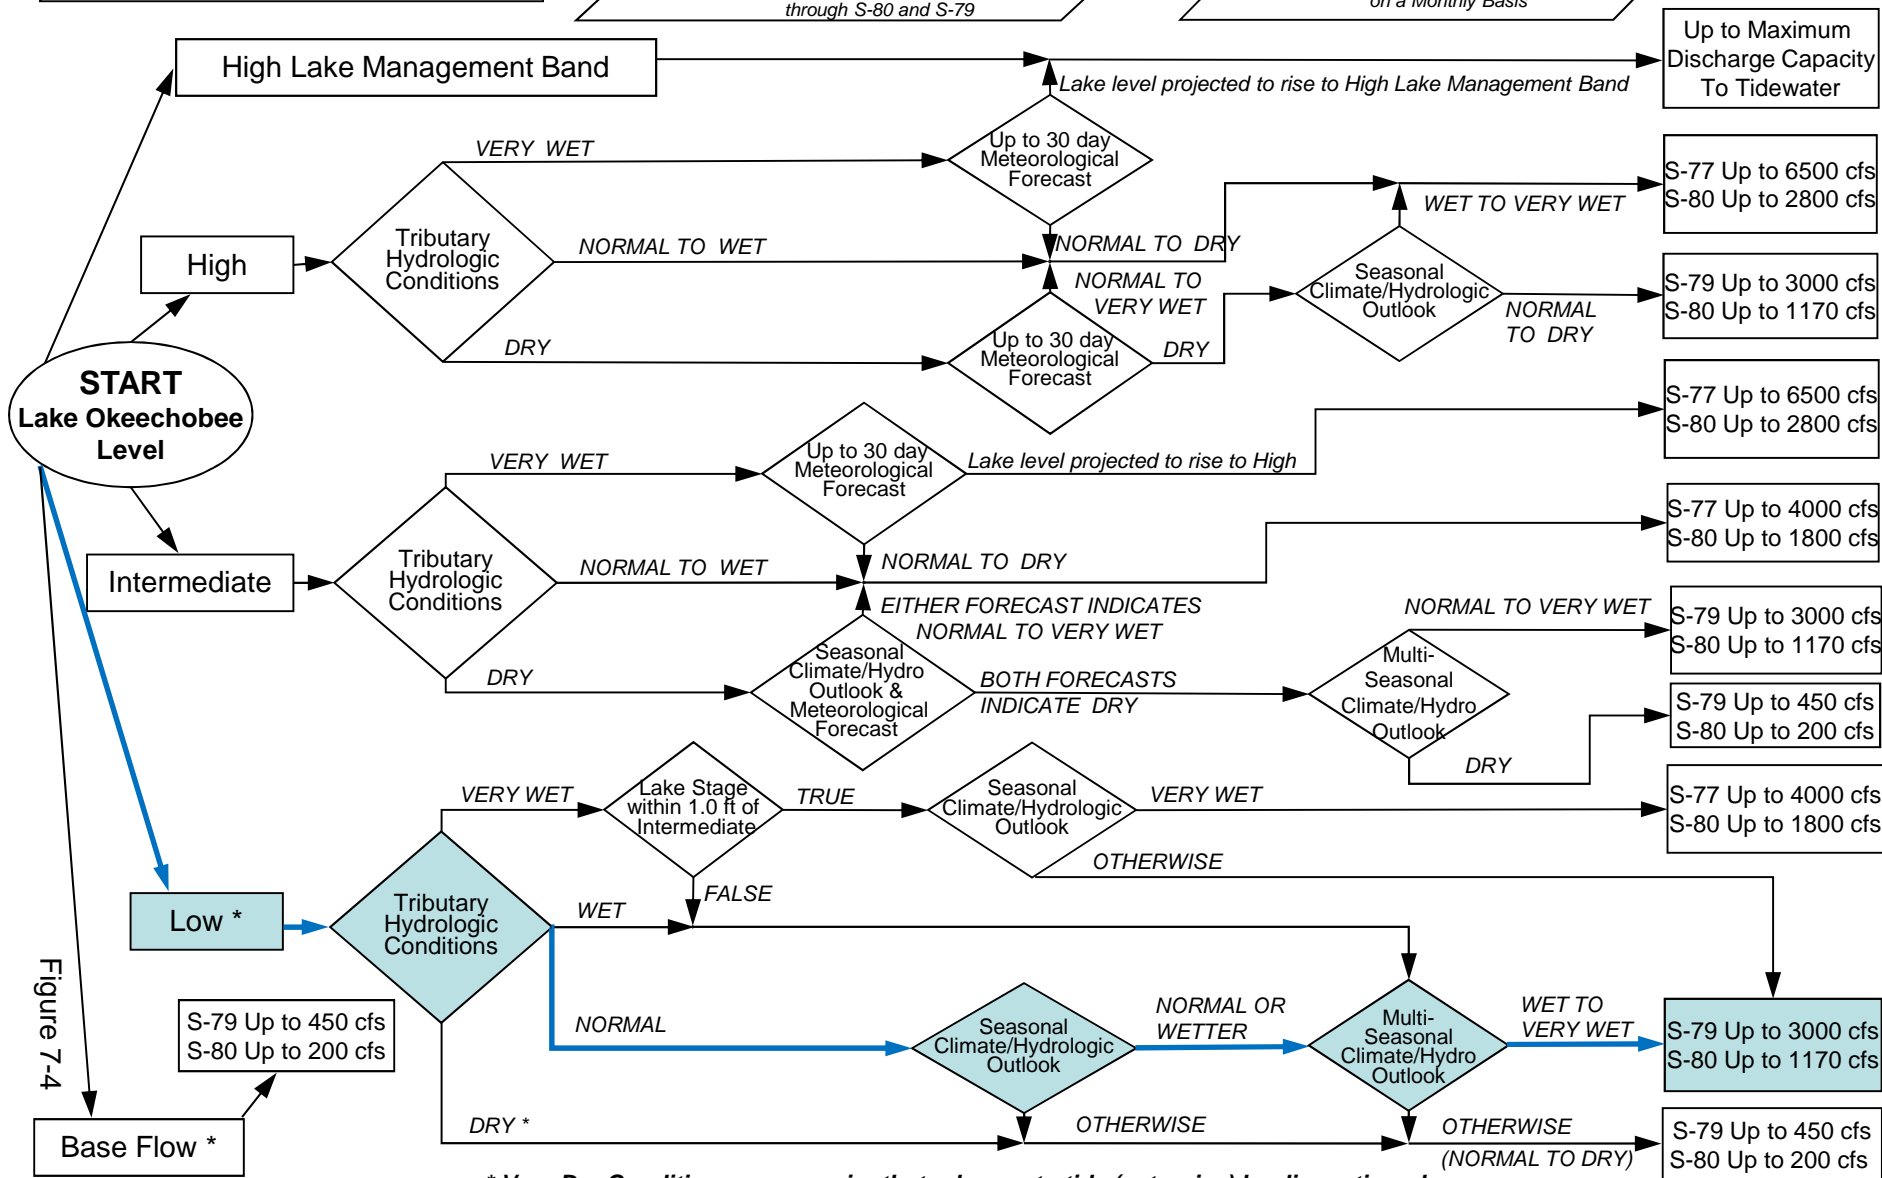 through S-80 and S-79
on a Monthly Basis
Up to Maximum
Discharge Capacity
To Tidewater
High Lake Management Band
Lake level projected to rise to High Lake Management Band
VERY WET
Up to 30 day
Meteorological
Forecast
S-77 Up to 6500 cfs
S-80 Up to 2800 cfs
WET TO VERY WET
High
Tributary
Hydrologic
Conditions
NORMAL TO WET
NORMAL TO DRY
NORMAL TO
VERY WET
Seasonal
Climate/Hydrologic
Outlook
NORMAL
TO DRY
S-79 Up to 3000 cfs
S-80 Up to 1170 cfs
DRY
Up to 30 day
Meteorological
Forecast
DRY
START
Lake Okeechobee
Level
S-77 Up to 6500 cfs
S-80 Up to 2800 cfs
VERY WET
Up to 30 day
Meteorological
Forecast
Lake level projected to rise to High
S-77 Up to 4000 cfs
S-80 Up to 1800 cfs
Intermediate
Tributary
Hydrologic
Conditions
NORMAL TO WET
NORMAL TO DRY
EITHER FORECAST INDICATES
NORMAL TO VERY WET
NORMAL TO VERY WET
S-79 Up to 3000 cfs
S-80 Up to 1170 cfs
DRY
Seasonal
Climate/Hydro
Outlook &
Meteorological
Forecast
BOTH FORECASTS
INDICATE DRY
Multi-
Seasonal
Climate/Hydro
Outlook
DRY
S-79 Up to 450 cfs
S-80 Up to 200 cfs
VERY WET
Lake Stage
within 1.0 ft of
Intermediate
TRUE
Seasonal
Climate/Hydrologic
Outlook
VERY WET
S-77 Up to 4000 cfs
S-80 Up to 1800 cfs
OTHERWISE
FALSE
Low *
Tributary
Hydrologic
Conditions
WET
NORMAL
Seasonal
Climate/Hydrologic
Outlook
NORMAL OR
WETTER
Multi-
Seasonal
Climate/Hydro
Outlook
WET TO
VERY WET
S-79 Up to 3000 cfs
S-80 Up to 1170 cfs
Figure 7-4
S-79 Up to 450 cfs
S-80 Up to 200 cfs
Base Flow *
DRY *
OTHERWISE
OTHERWISE
(NORMAL TO DRY)
S-79 Up to 450 cfs
S-80 Up to 200 cfs